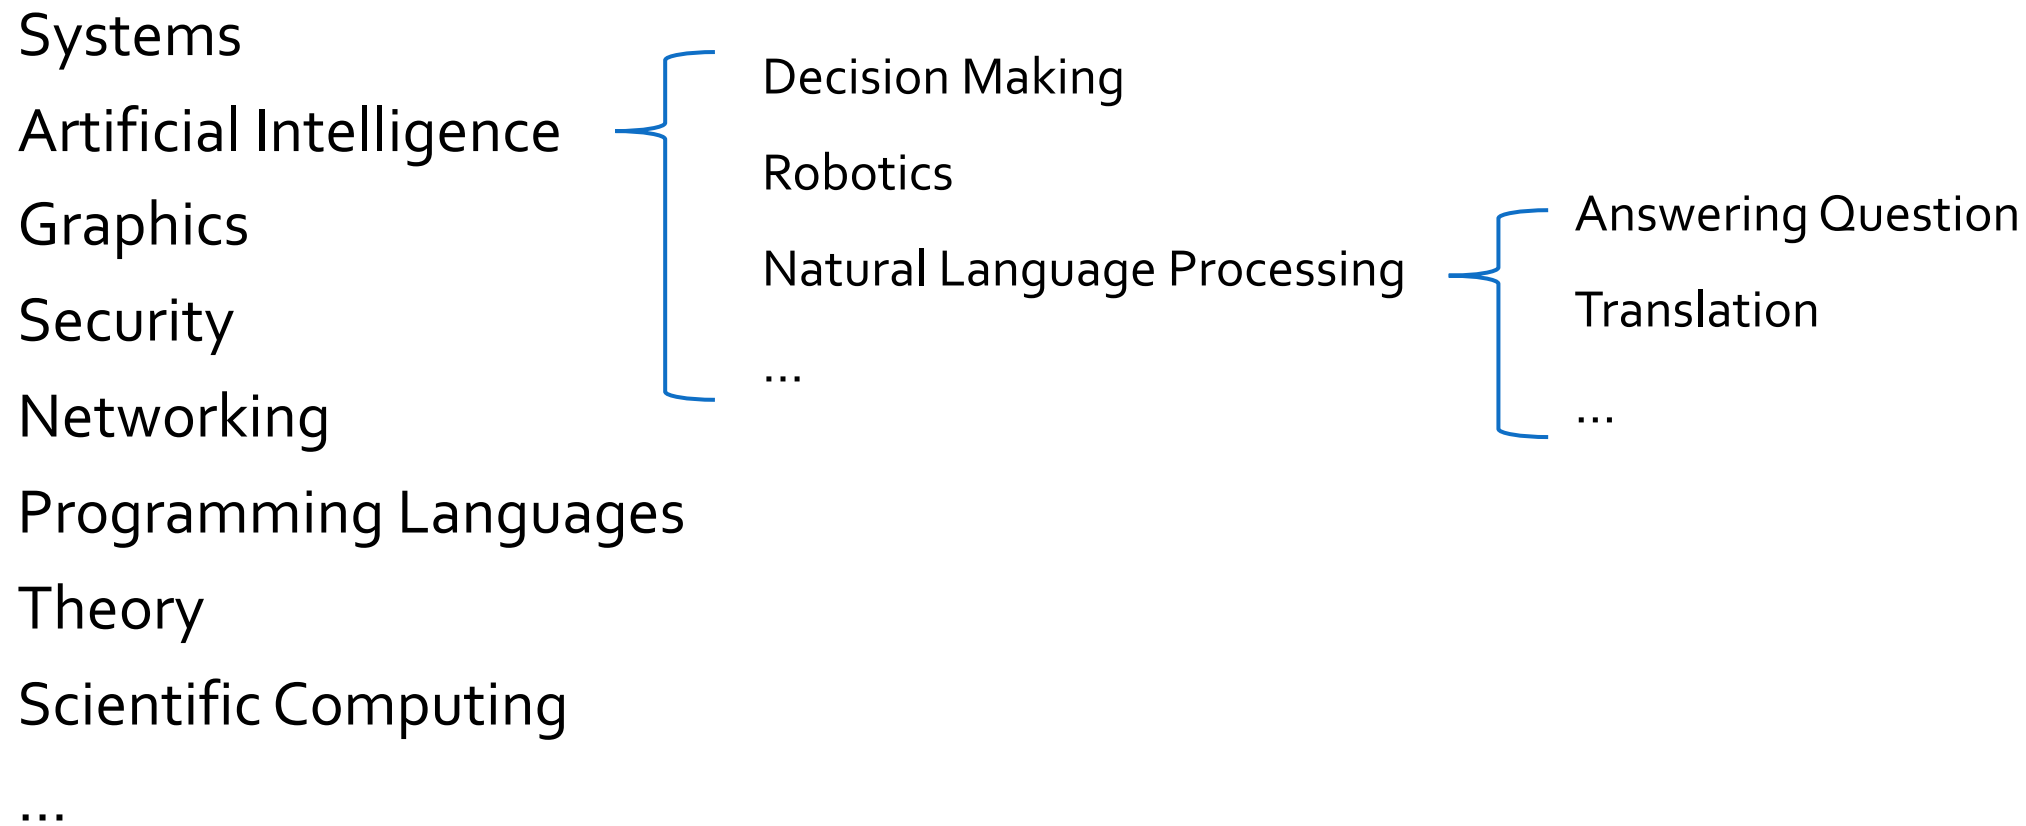 Systems
Artificial Intelligence
Graphics
Security
Networking
Programming Languages
Theory
Scientific Computing
...
Decision Making
Robotics
Natural Language Processing
...
Answering Question
Translation
...